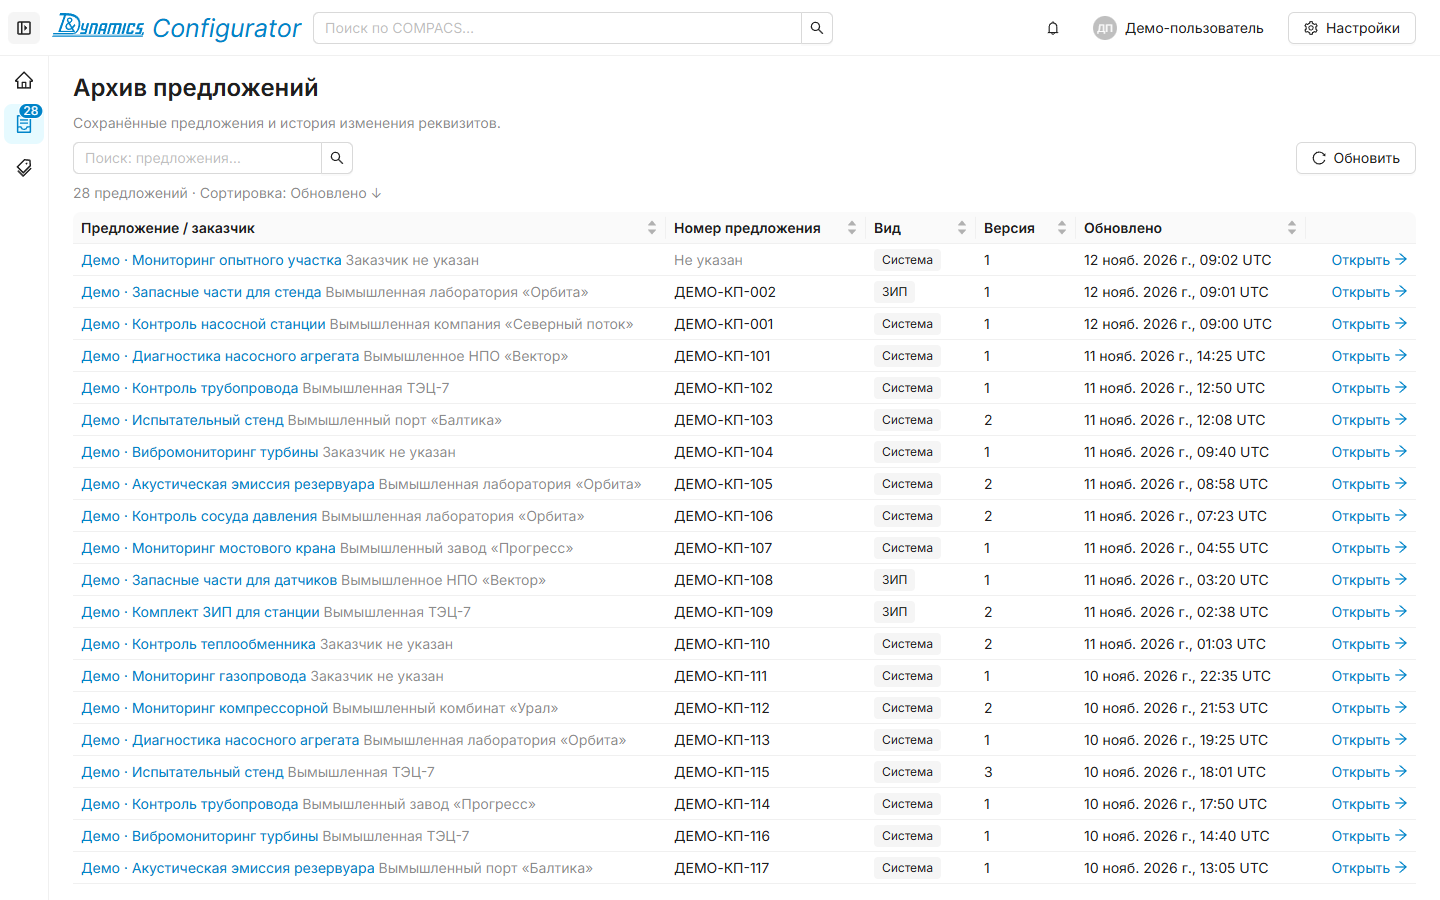 DYNAMICS Configurator Поиск по COMPACS... ДП Демо-пользователь Настройки
28
Архив предложений
Сохранённые предложения и история изменения реквизитов.
Поиск: предложения... Обновить
28 предложений · Сортировка: Обновлено ↓
Предложение / заказчик Номер предложения Вид Версия Обновлено
Демо · Мониторинг опытного участка Заказчик не указан Не указан Система 1 12 нояб. 2026 г., 09:02 UTC Открыть →
Демо · Запасные части для стенда Вымышленная лаборатория «Орбита» ДЕМО-КП-002 ЗИП 1 12 нояб. 2026 г., 09:01 UTC Открыть →
Демо · Контроль насосной станции Вымышленная компания «Северный поток» ДЕМО-КП-001 Система 1 12 нояб. 2026 г., 09:00 UTC Открыть →
Демо · Диагностика насосного агрегата Вымышленное НПО «Вектор» ДЕМО-КП-101 Система 1 11 нояб. 2026 г., 14:25 UTC Открыть →
Демо · Контроль трубопровода Вымышленная ТЭЦ-7 ДЕМО-КП-102 Система 1 11 нояб. 2026 г., 12:50 UTC Открыть →
Демо · Испытательный стенд Вымышленный порт «Балтика» ДЕМО-КП-103 Система 2 11 нояб. 2026 г., 12:08 UTC Открыть →
Демо · Вибромониторинг турбины Заказчик не указан ДЕМО-КП-104 Система 1 11 нояб. 2026 г., 09:40 UTC Открыть →
Демо · Акустическая эмиссия резервуара Вымышленная лаборатория «Орбита» ДЕМО-КП-105 Система 2 11 нояб. 2026 г., 08:58 UTC Открыть →
Демо · Контроль сосуда давления Вымышленная лаборатория «Орбита» ДЕМО-КП-106 Система 2 11 нояб. 2026 г., 07:23 UTC Открыть →
Демо · Мониторинг мостового крана Вымышленный завод «Прогресс» ДЕМО-КП-107 Система 1 11 нояб. 2026 г., 04:55 UTC Открыть →
Демо · Запасные части для датчиков Вымышленное НПО «Вектор» ДЕМО-КП-108 ЗИП 1 11 нояб. 2026 г., 03:20 UTC Открыть →
Демо · Комплект ЗИП для станции Вымышленная ТЭЦ-7 ДЕМО-КП-109 ЗИП 2 11 нояб. 2026 г., 02:38 UTC Открыть →
Демо · Контроль теплообменника Заказчик не указан ДЕМО-КП-110 Система 2 11 нояб. 2026 г., 01:03 UTC Открыть →
Демо · Мониторинг газопровода Заказчик не указан ДЕМО-КП-111 Система 1 10 нояб. 2026 г., 22:35 UTC Открыть →
Демо · Мониторинг компрессорной Вымышленный комбинат «Урал» ДЕМО-КП-112 Система 2 10 нояб. 2026 г., 21:53 UTC Открыть →
Демо · Диагностика насосного агрегата Вымышленная лаборатория «Орбита» ДЕМО-КП-113 Система 1 10 нояб. 2026 г., 19:25 UTC Открыть →
Демо · Испытательный стенд Вымышленная ТЭЦ-7 ДЕМО-КП-115 Система 3 10 нояб. 2026 г., 18:01 UTC Открыть →
Демо · Контроль трубопровода Вымышленный завод «Прогресс» ДЕМО-КП-114 Система 1 10 нояб. 2026 г., 17:50 UTC Открыть →
Демо · Вибромониторинг турбины Вымышленная ТЭЦ-7 ДЕМО-КП-116 Система 1 10 нояб. 2026 г., 14:40 UTC Открыть →
Демо · Акустическая эмиссия резервуара Вымышленный порт «Балтика» ДЕМО-КП-117 Система 1 10 нояб. 2026 г., 13:05 UTC Открыть →